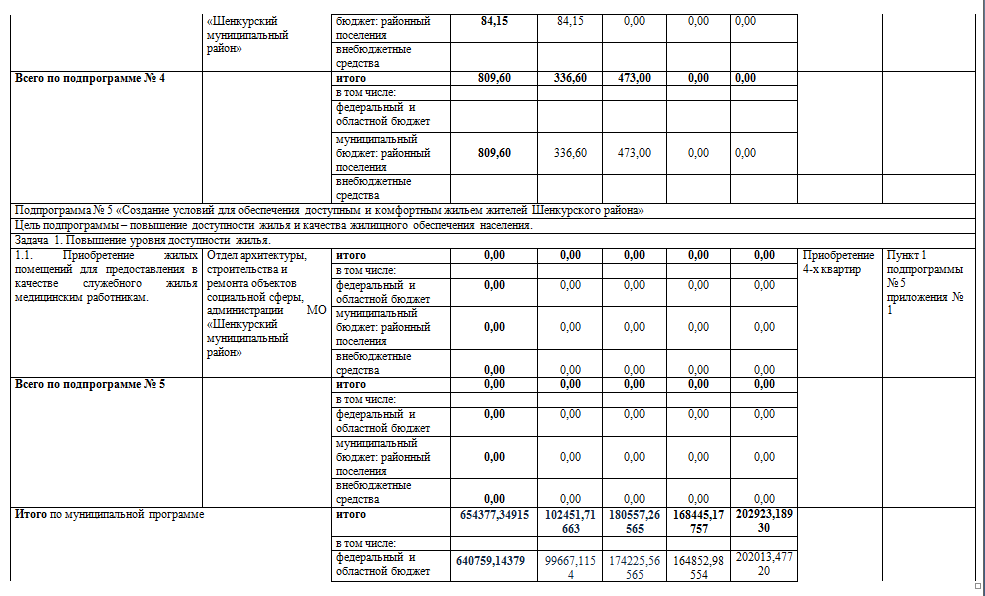 «Шенкурский муниципальный район»
бюджет: районный поселения 84,15 84,15 0,00 0,00 0,00
внебюджетные средства
Всего по подпрограмме № 4 итого 809,60 336,60 473,00 0,00 0,00
в том числе:
федеральный и областной бюджет
муниципальный бюджет: районный поселения 809,60 336,60 473,00 0,00 0,00
внебюджетные средства
Подпрограмма № 5 «Создание условий для обеспечения доступным и комфортным жильем жителей Шенкурского района»
Цель подпрограммы – повышение доступности жилья и качества жилищного обеспечения населения.
Задача 1. Повышение уровня доступности жилья.
1.1. Приобретение жилых помещений для предоставления в качестве служебного жилья медицинским работникам.
Отдел архитектуры, строительства и ремонта объектов социальной сферы, администрации МО «Шенкурский муниципальный район»
итого 0,00 0,00 0,00 0,00 0,00
в том числе:
федеральный и областной бюджет 0,00 0,00 0,00 0,00 0,00
муниципальный бюджет: районный поселения 0,00 0,00 0,00 0,00 0,00
внебюджетные средства 0,00 0,00 0,00 0,00 0,00
Приобретение 4-х квартир
Пункт 1 подпрограммы № 5 приложения № 1
Всего по подпрограмме № 5 итого 0,00 0,00 0,00 0,00 0,00
в том числе:
федеральный и областной бюджет 0,00 0,00 0,00 0,00 0,00
муниципальный бюджет: районный поселения 0,00 0,00 0,00 0,00 0,00
внебюджетные средства 0,00 0,00 0,00 0,00 0,00
Итого по муниципальной программе итого 654377,34915 102451,71663 180557,26565 168445,17757 202923,18930
в том числе:
федеральный и областной бюджет 640759,14379 99667,1154 174225,56565 164852,98554 202013,47720